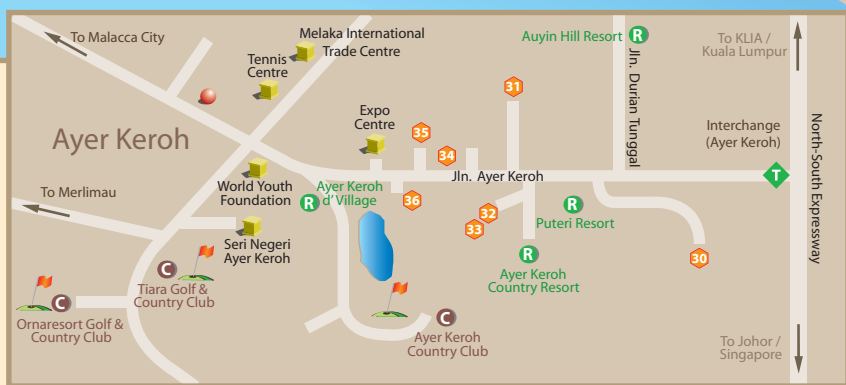 To Malacca City
Melaka International
Trade Centre
Auyin Hill Resort
R
To KLIA /
Kuala Lumpur
Tennis
Centre
Jln. Durian Tunggal
31
Ayer Keroh
Expo
Centre
35
34
Interchange
(Ayer Keroh)
North-South Expressway
T
Jln. Ayer Keroh
To Merlimau
World Youth
Foundation
R
Ayer Keroh
d' Village
36
32
33
R
Puteri Resort
Seri Negeri
Ayer Keroh
R
Ayer Keroh
Country Resort
30
C
Tiara Golf &
Country Club
C
Ornaresort Golf &
Country Club
C
Ayer Keroh
Country Club
To Johor /
Singapore